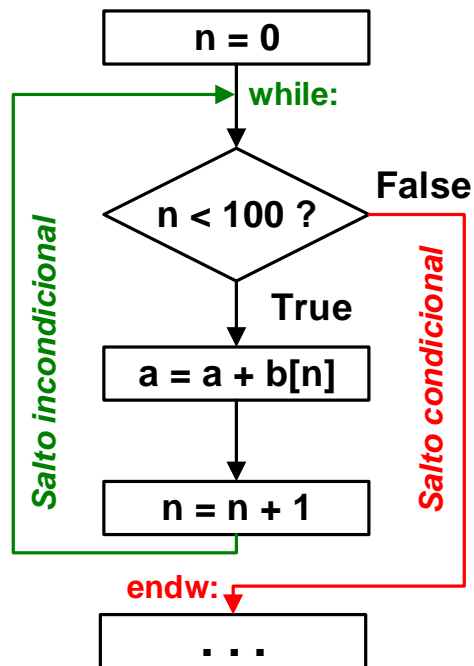 n = 0
while:
n < 100 ?
False
True
a = a + b[n]
n = n + 1
Salto incondicional
Salto condicional
endw:
. . .